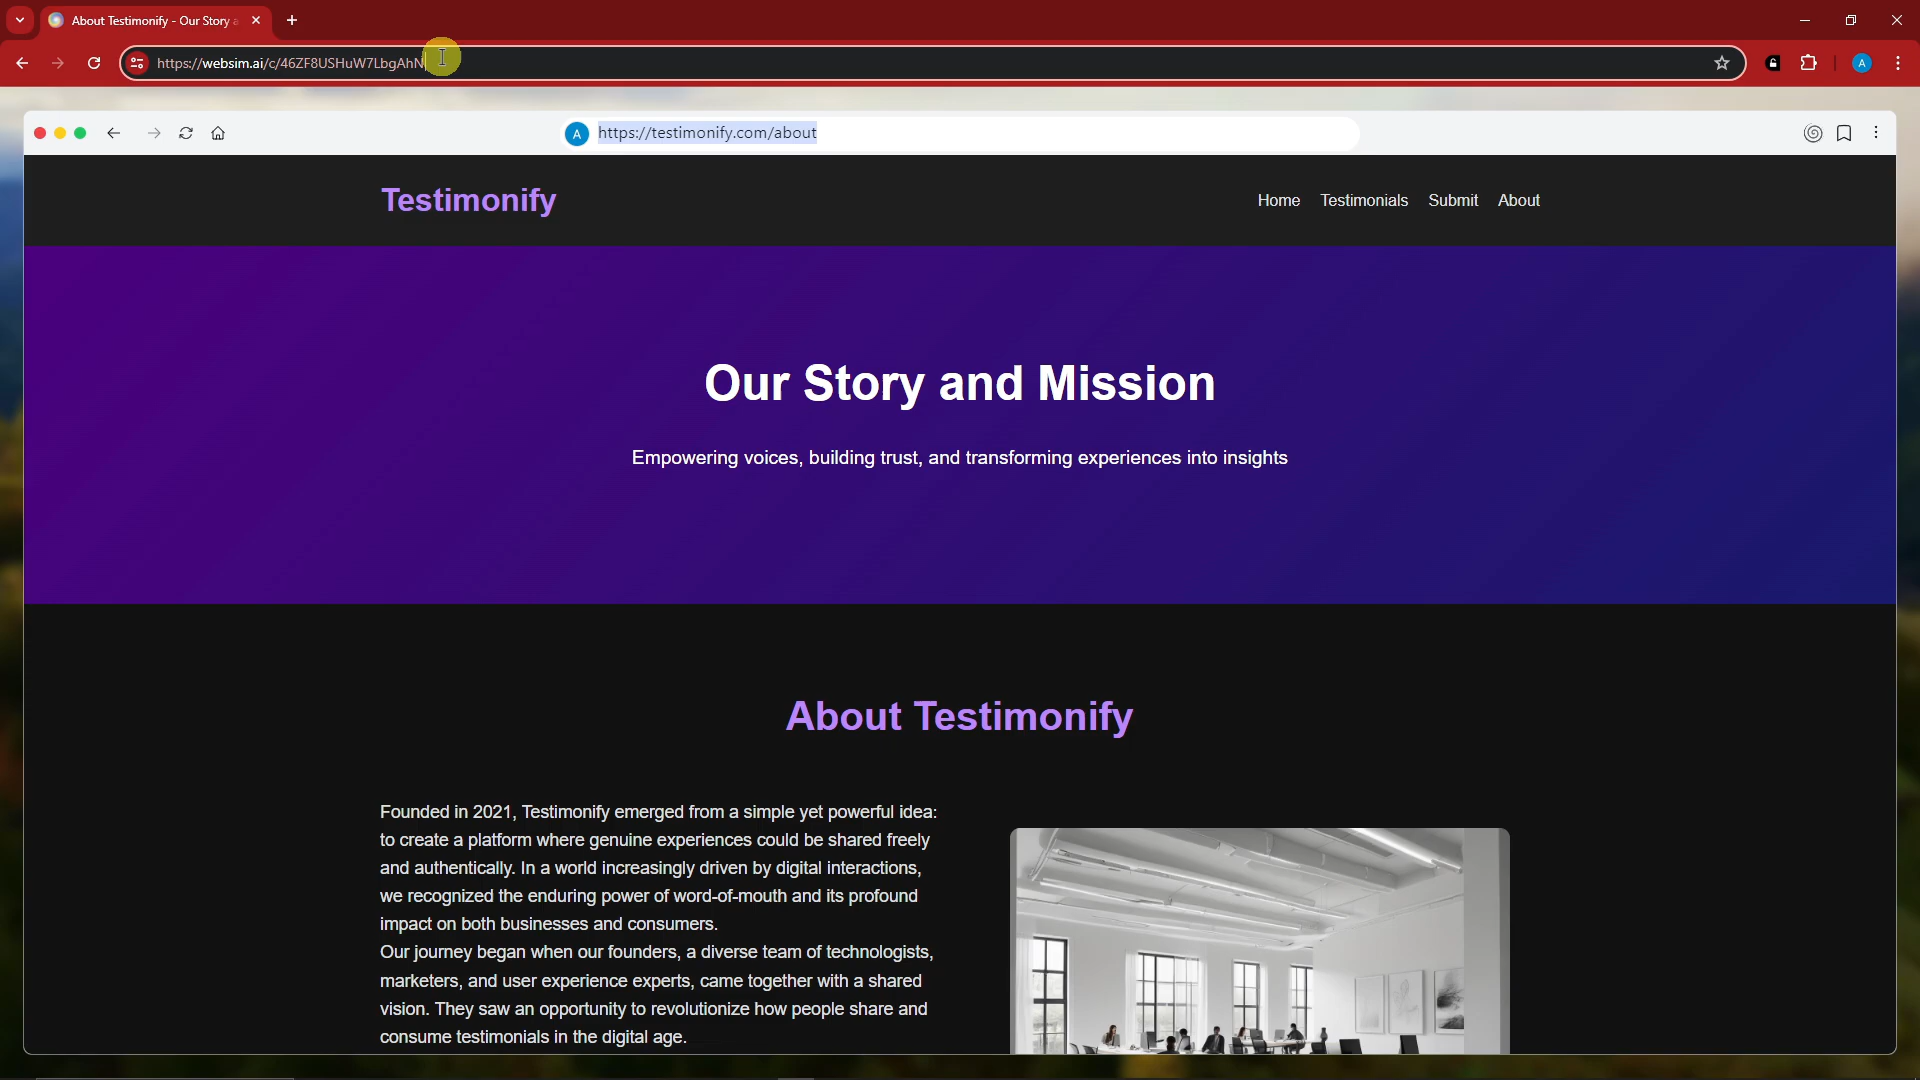 About Testimonify - Our Story a
https://websim.ai/c/46ZF8USHuW7LbgAhN
A
A
https://testimonify.com/about
Testimonify
Home Testimonials Submit About
Our Story and Mission
Empowering voices, building trust, and transforming experiences into insights
About Testimonify
Founded in 2021, Testimonify emerged from a simple yet powerful idea:
to create a platform where genuine experiences could be shared freely
and authentically. In a world increasingly driven by digital interactions,
we recognized the enduring power of word-of-mouth and its profound
impact on both businesses and consumers.
Our journey began when our founders, a diverse team of technologists,
marketers, and user experience experts, came together with a shared
vision. They saw an opportunity to revolutionize how people share and
consume testimonials in the digital age.